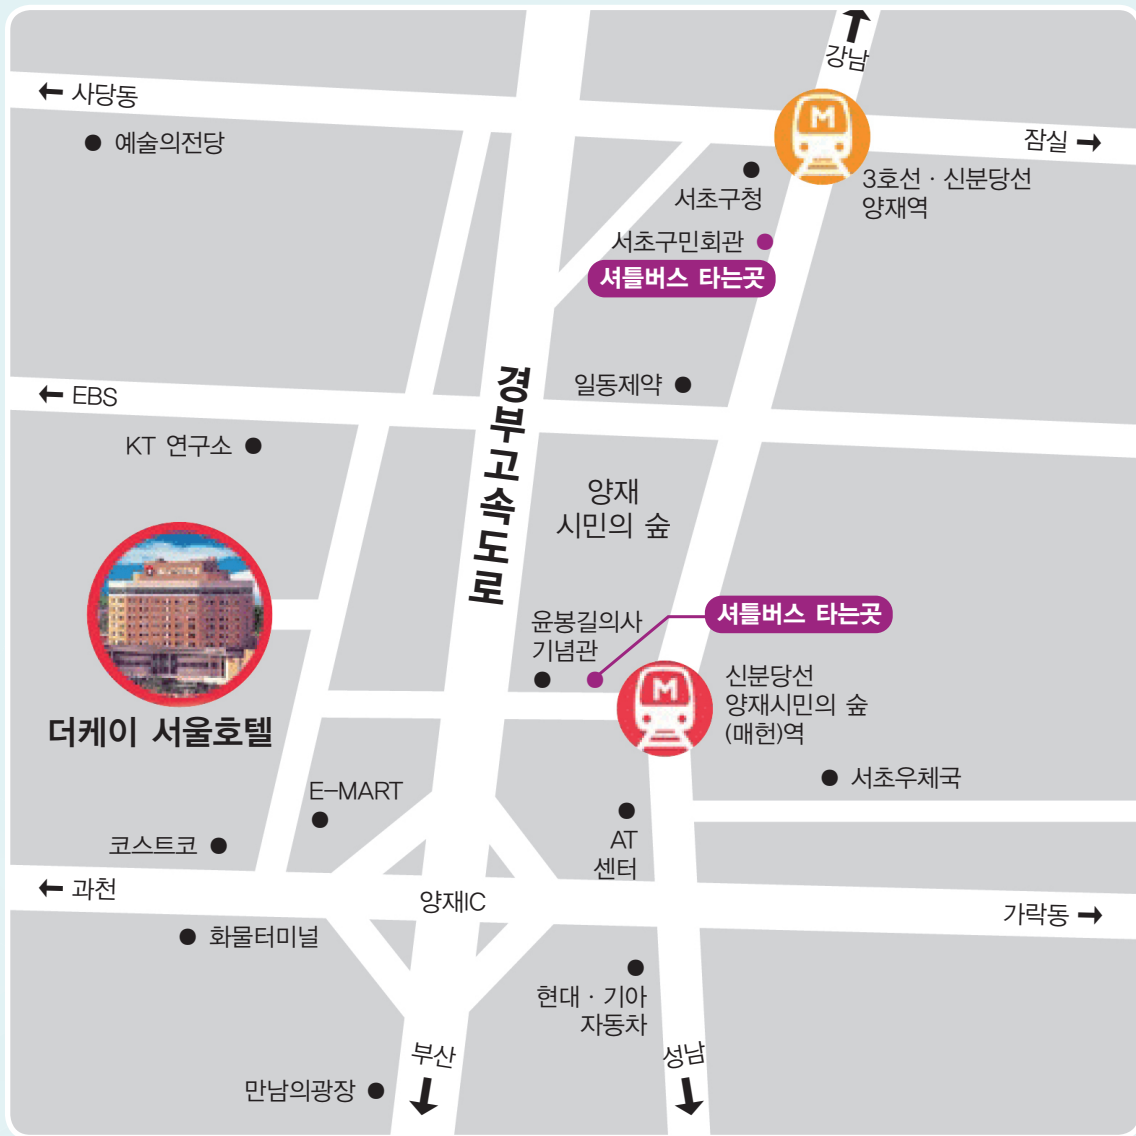 강남
← 사당동
예술의전당
잠실 →
M
3호선 · 신분당선
양재역
서초구청
서초구민회관
셔틀버스 타는곳
경부고속도로
일동제약
← EBS
KT 연구소
양재
시민의 숲
윤봉길의사
기념관
셔틀버스 타는곳
M
신분당선
양재시민의 숲
(매헌)역
더케이 서울호텔
서초우체국
E-MART
AT
센터
코스트코
← 과천
양재IC
가락동 →
화물터미널
현대 · 기아
자동차
부산
성남
만남의광장